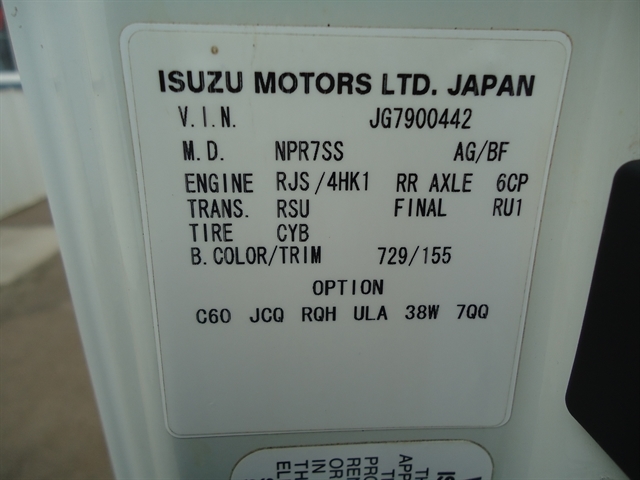 ISUZU MOTORS LTD. JAPAN
V.I.N. JG7900442
M.D. NPR7SS AG/BF
ENGINE RJS/4HK1 RR AXLE 6CP
TRANS. RSU FINAL RU1
TIRE CYB
B.COLOR/TRIM 729/155
OPTION
C60 JCQ RQH ULA 38W 7QQ